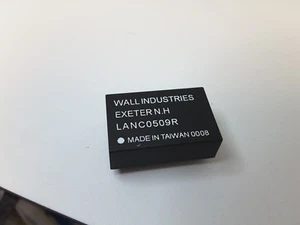 WALL INDUSTRIES
EXETER N.H
LANC0509R
MADE IN TAIWAN 0008